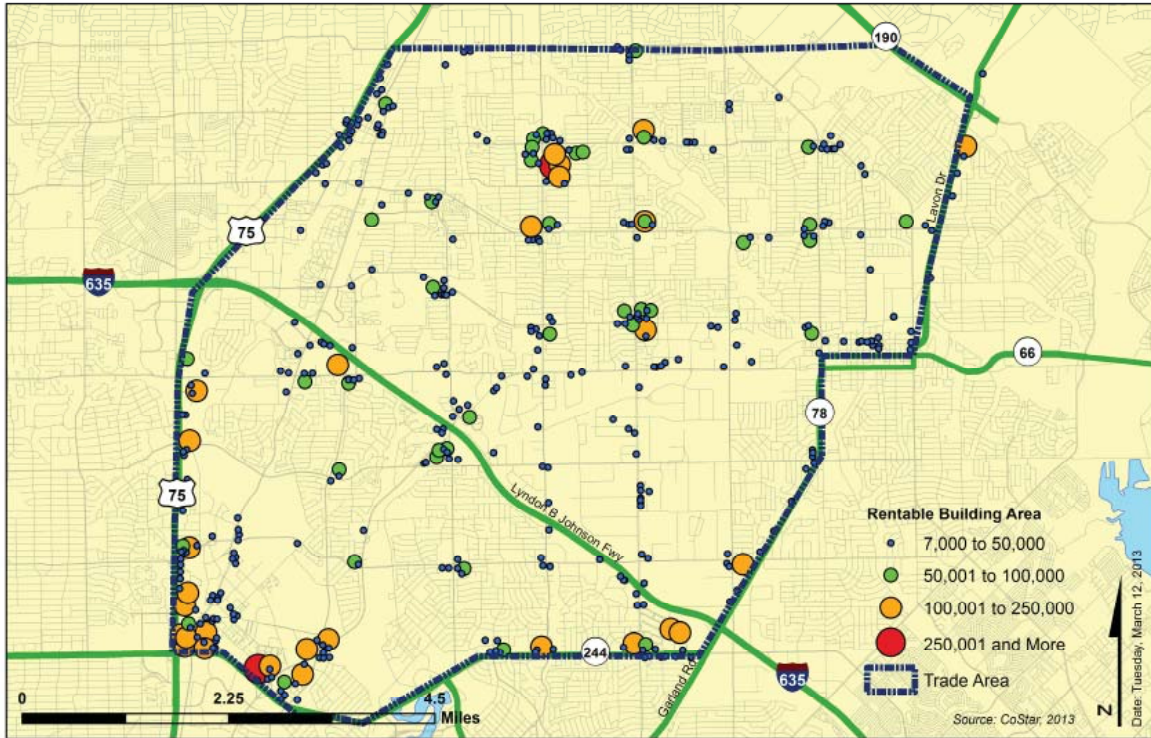 190
Lavon Dr
75
635
66
78
75
Lyndon B Johnson Fwy
Rentable Building Area
7,000 to 50,000
50,001 to 100,000
100,001 to 250,000
250,001 and More
Trade Area
244
Garland Rd
635
0
2.25
4.5
Miles
Source: CoStar, 2013
N
Date: Tuesday, March 12, 2013